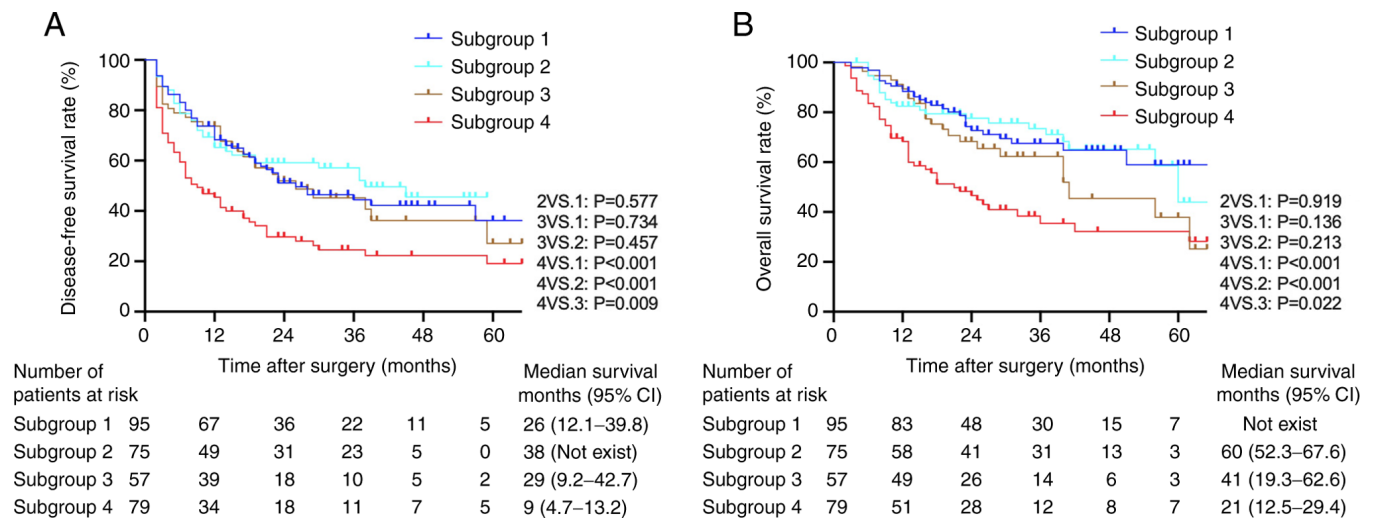 A
Subgroup 1
Subgroup 2
Subgroup 3
Subgroup 4
Disease-free survival rate (%)
100
80
60
40
20
0
2VS.1: P=0.577
3VS.1: P=0.734
3VS.2: P=0.457
4VS.1: P<0.001
4VS.2: P<0.001
4VS.3: P=0.009
0 12 24 36 48 60
Time after surgery (months)
Number of
patients at risk
Median survival
months (95% CI)
Subgroup 1 95 67 36 22 11 5 26 (12.1–39.8)
Subgroup 2 75 49 31 23 5 0 38 (Not exist)
Subgroup 3 57 39 18 10 5 2 29 (9.2–42.7)
Subgroup 4 79 34 18 11 7 5 9 (4.7–13.2)
B
Subgroup 1
Subgroup 2
Subgroup 3
Subgroup 4
Overall survival rate (%)
100
80
60
40
20
0
2VS.1: P=0.919
3VS.1: P=0.136
3VS.2: P=0.213
4VS.1: P<0.001
4VS.2: P<0.001
4VS.3: P=0.022
0 12 24 36 48 60
Time after surgery (months)
Number of
patients at risk
Median survival
months (95% CI)
Subgroup 1 95 83 48 30 15 7 Not exist
Subgroup 2 75 58 41 31 13 3 60 (52.3–67.6)
Subgroup 3 57 49 26 14 6 3 41 (19.3–62.6)
Subgroup 4 79 51 28 12 8 7 21 (12.5–29.4)